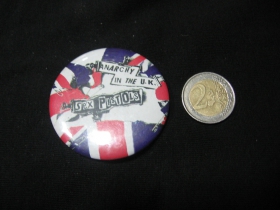 ANARCHY
IN THE U.K.
SEX PISTOLS
2